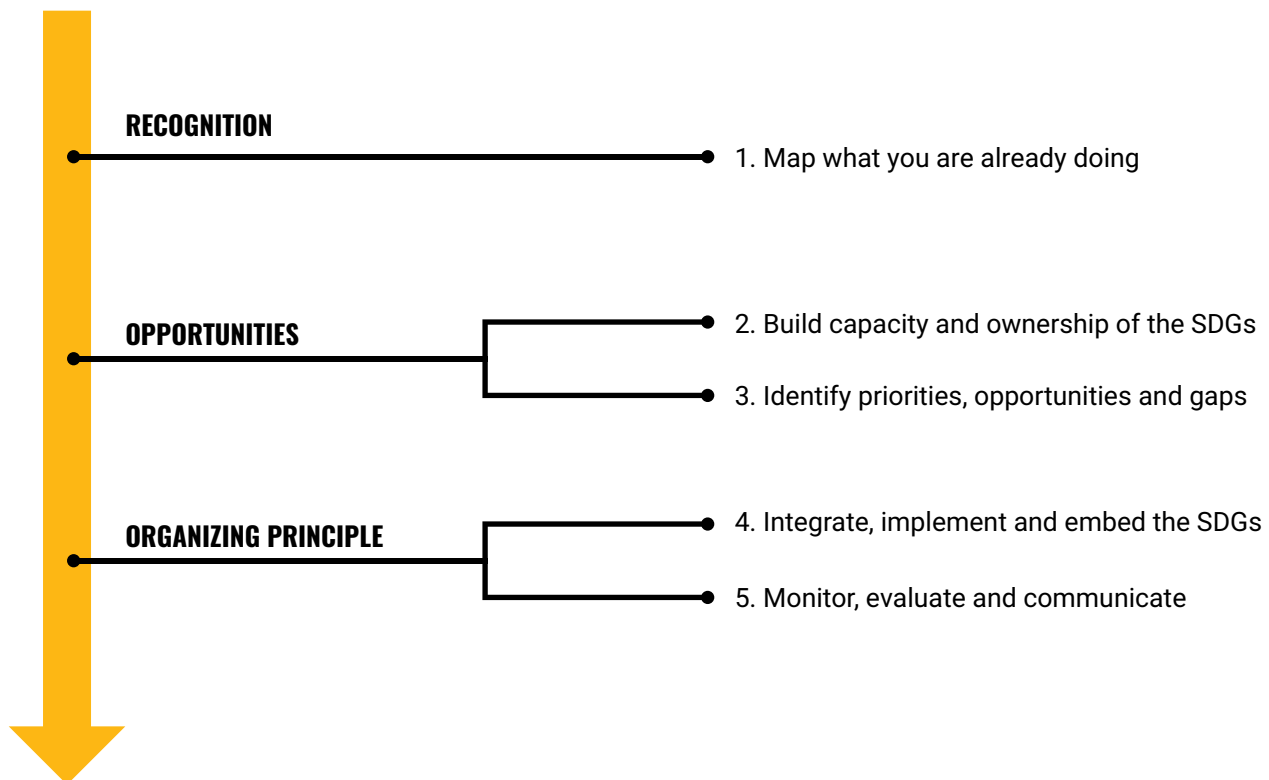 RECOGNITION
1. Map what you are already doing
OPPORTUNITIES
2. Build capacity and ownership of the SDGs
3. Identify priorities, opportunities and gaps
ORGANIZING PRINCIPLE
4. Integrate, implement and embed the SDGs
5. Monitor, evaluate and communicate